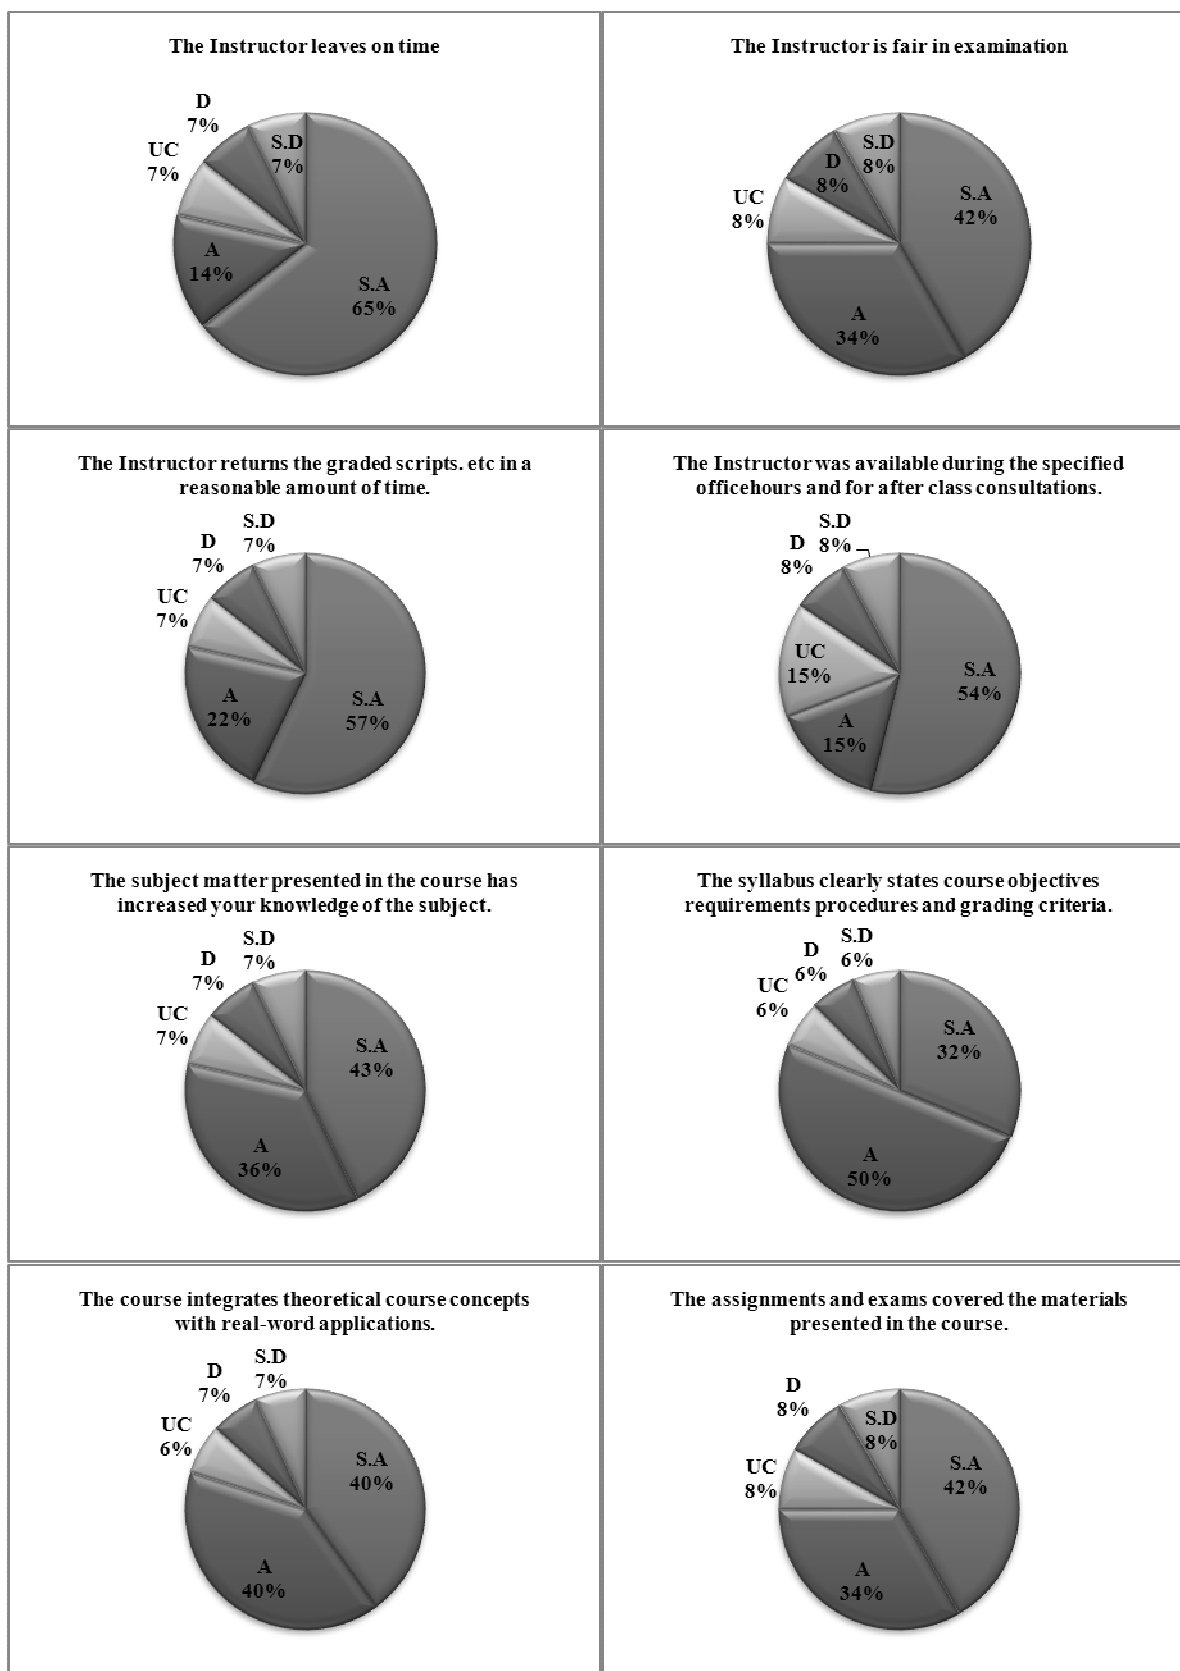 The Instructor leaves on time
D
7%
UC
7%
S.D
7%
A
14%
S.A
65%
The Instructor is fair in examination
S.D
8%
D
8%
UC
8%
S.A
42%
A
34%
The Instructor returns the graded scripts. etc in a
reasonable amount of time.
S.D
7%
D
7%
UC
7%
A
22%
S.A
57%
The Instructor was available during the specified
officehours and for after class consultations.
S.D
8%
D
8%
UC
15%
A
15%
S.A
54%
The subject matter presented in the course has
increased your knowledge of the subject.
S.D
7%
D
7%
UC
7%
S.A
43%
A
36%
The syllabus clearly states course objectives
requirements procedures and grading criteria.
S.D
6%
D
6%
UC
6%
S.A
32%
A
50%
The course integrates theoretical course concepts
with real-word applications.
S.D
7%
D
7%
UC
6%
S.A
40%
A
40%
The assignments and exams covered the materials
presented in the course.
D
8%
S.D
8%
UC
8%
S.A
42%
A
34%